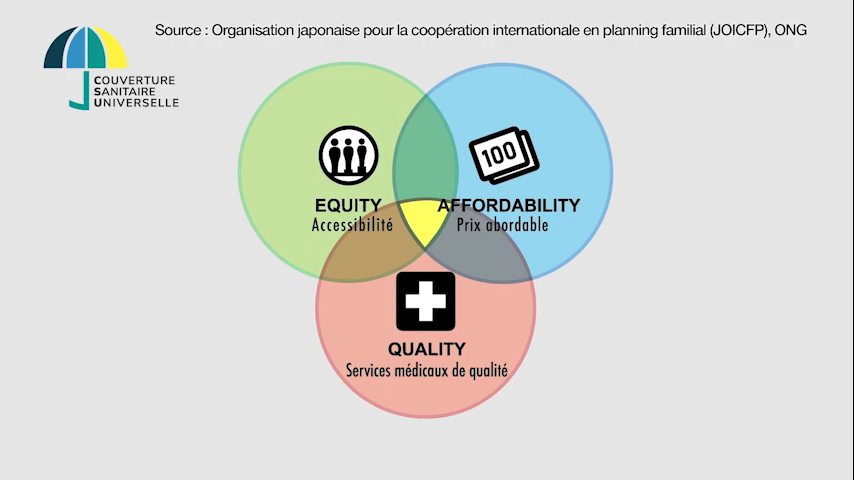 Source : Organisation japonaise pour la coopération internationale en planning familial (JOICFP), ONG
COUVERTURE
SANITAIRE
UNIVERSELLE
100
EQUITY
Accessibilité
AFFORDABILITY
Prix abordable
QUALITY
Services médicaux de qualité